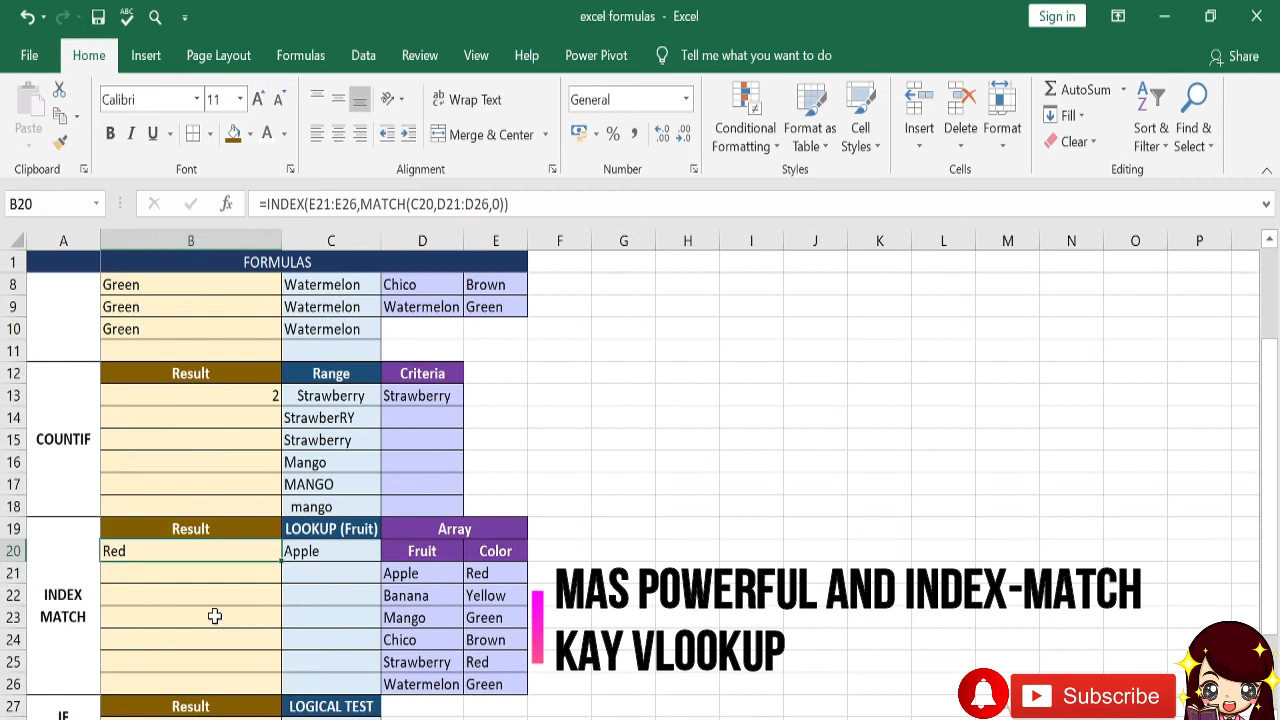 ABC
excel formulas - Excel
Sign in
File Home Insert Page Layout Formulas Data Review View Help Power Pivot Tell me what you want to do Share
Paste
Calibri 11
B I U A
Wrap Text
Merge & Center
General
% ,
Conditional Formatting
Format as Table
Cell Styles
Insert Delete Format
AutoSum
Fill
Clear
Sort & Filter
Find & Select
Clipboard Font Alignment Number Styles Cells Editing
B20 fx =INDEX(E21:E26,MATCH(C20,D21:D26,0))
A B C D E F G H I J K L M N O P
1 FORMULAS
8 Green Watermelon Chico Brown
9 Green Watermelon Watermelon Green
10 Green Watermelon
11
12 Result Range Criteria
13 2 Strawberry Strawberry
14 StrawberRY
15 COUNTIF Strawberry
16 Mango
17 MANGO
18 mango
19 Result LOOKUP (Fruit) Array
20 Red Apple Fruit Color
21 Apple Red
22 INDEX Banana Yellow
23 MATCH Mango Green
24 Chico Brown
25 Strawberry Red
26 Watermelon Green
27 IF Result LOGICAL TEST
MAS POWERFUL AND INDEX-MATCH
KAY VLOOKUP
Subscribe